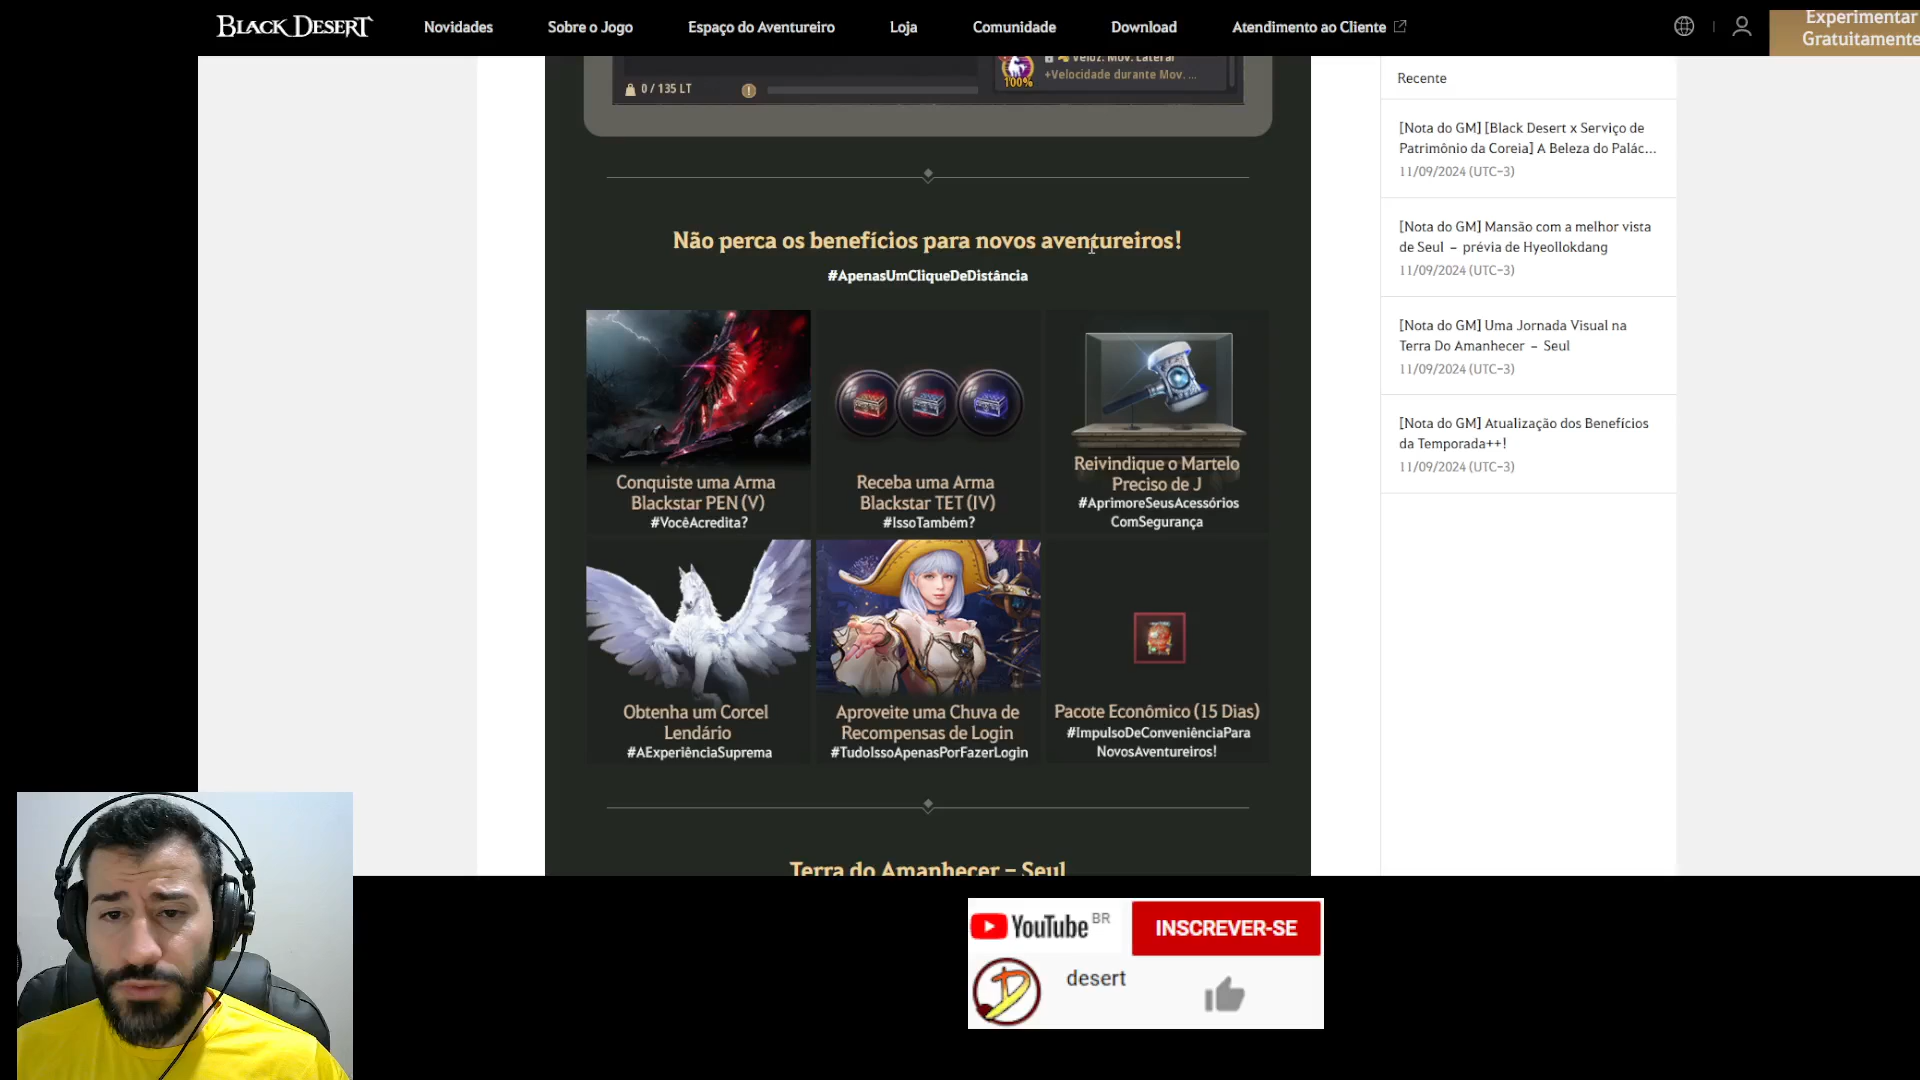 BLACK DESERT
Novidades
Sobre o Jogo
Espaço do Aventureiro
Loja
Comunidade
Download
Atendimento ao Cliente
Experimentar
Gratuitamente
0 / 135 LT
Veloz. Mov. Lateral
+Velocidade durante Mov. ...
100%
Não perca os benefícios para novos aventureiros!
#ApenasUmCliqueDeDistância
Conquiste uma Arma
Blackstar PEN (V)
#VocêAcredita?
Receba uma Arma
Blackstar TET (IV)
#IssoTambém?
Reivindique o Martelo
Preciso de J
#AprimoreSeusAcessórios
ComSegurança
Obtenha um Corcel
Lendário
#AExperiênciaSuprema
Aproveite uma Chuva de
Recompensas de Login
#TudoIssoApenasPorFazerLogin
Pacote Econômico (15 Dias)
#ImpulsoDeConveniênciaPara
NovosAventureiros!
Terra do Amanhecer – Seul
Recente
[Nota do GM] [Black Desert x Serviço de
Patrimônio da Coreia] A Beleza do Palác...
11/09/2024 (UTC-3)
[Nota do GM] Mansão com a melhor vista
de Seul – prévia de Hyeollokdang
11/09/2024 (UTC-3)
[Nota do GM] Uma Jornada Visual na
Terra Do Amanhecer – Seul
11/09/2024 (UTC-3)
[Nota do GM] Atualização dos Benefícios
da Temporada++!
11/09/2024 (UTC-3)
YouTube BR
INSCREVER-SE
desert